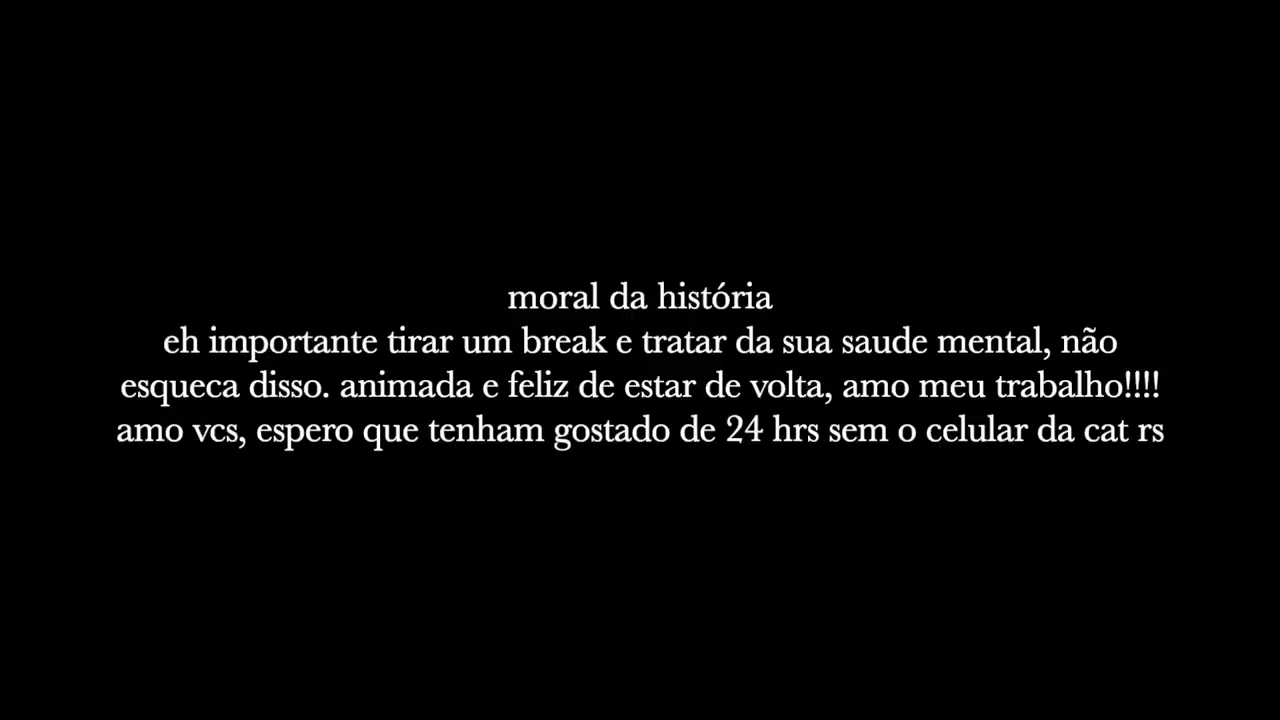 moral da história
eh importante tirar um break e tratar da sua saude mental, não
esqueca disso. animada e feliz de estar de volta, amo meu trabalho!!!!
amo vcs, espero que tenham gostado de 24 hrs sem o celular da cat rs